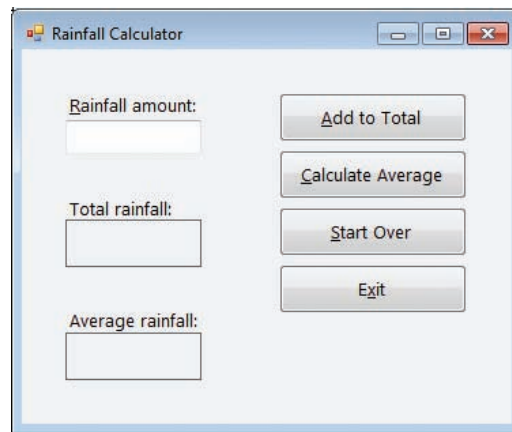 Rainfall Calculator
Rainfall amount:
Add to Total
Calculate Average
Total rainfall:
Start Over
Exit
Average rainfall: